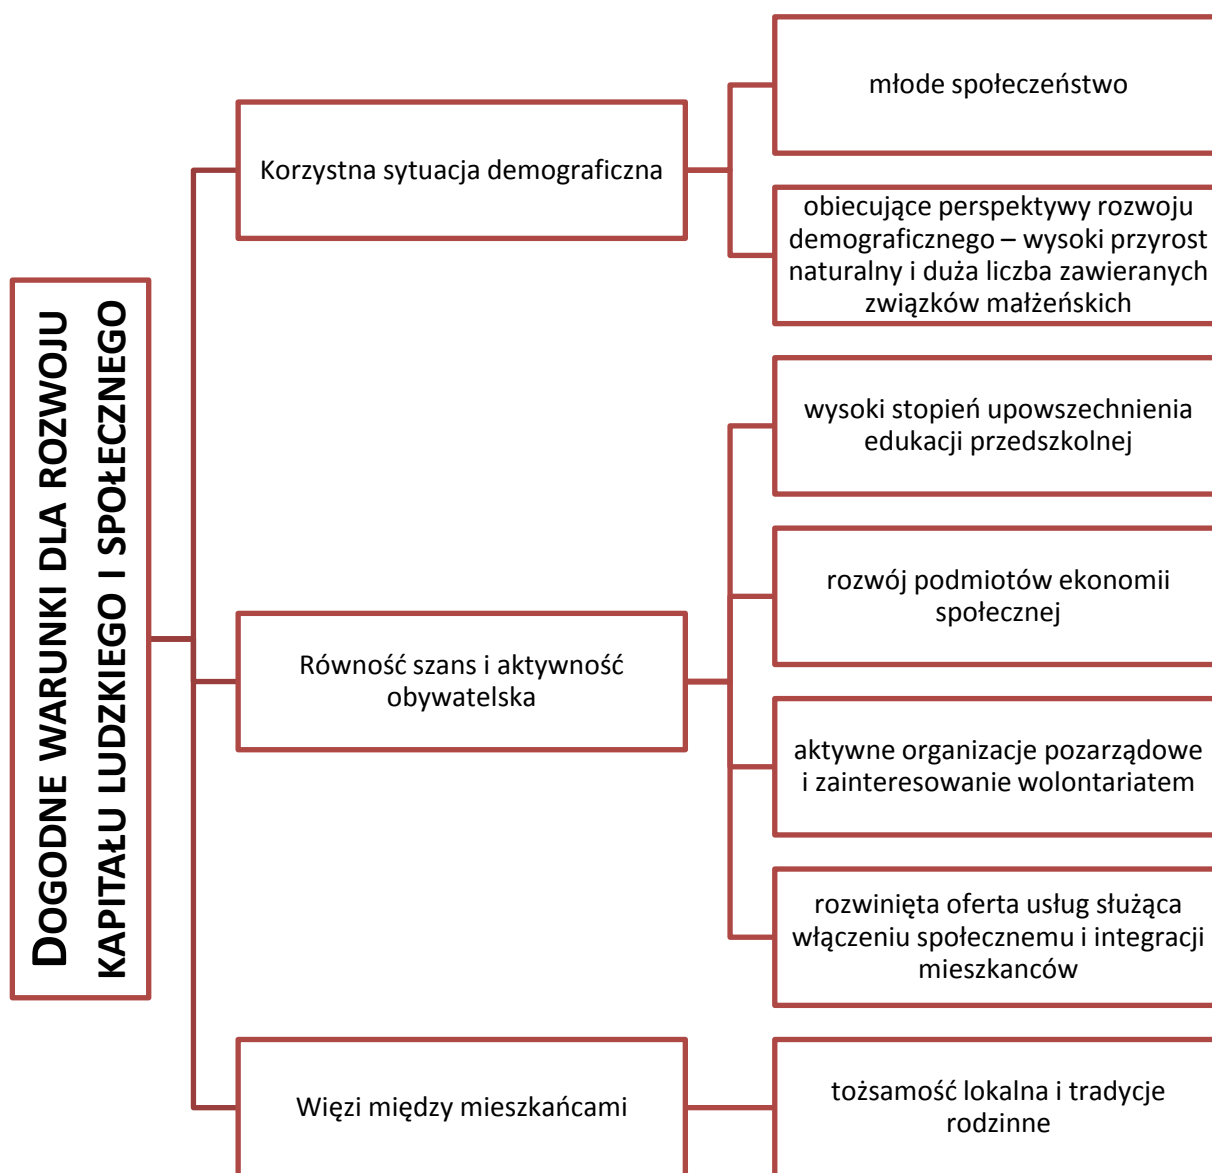 DOGODNE WARUNKI DLA ROZWOJU
KAPITAŁU LUDZKIEGO I SPOŁECZNEGO
Korzystna sytuacja demograficzna
młode społeczeństwo
obiecujące perspektywy rozwoju
demograficznego – wysoki przyrost
naturalny i duża liczba zawieranych
związków małżeńskich
Równość szans i aktywność
obywatelska
wysoki stopień upowszechnienia
edukacji przedszkolnej
rozwój podmiotów ekonomii
społecznej
aktywne organizacje pozarządowe
i zainteresowanie wolontariatem
rozwinięta oferta usług służąca
włączeniu społecznemu i integracji
mieszkanców
Więzi między mieszkańcami
tożsamość lokalna i tradycje
rodzinne